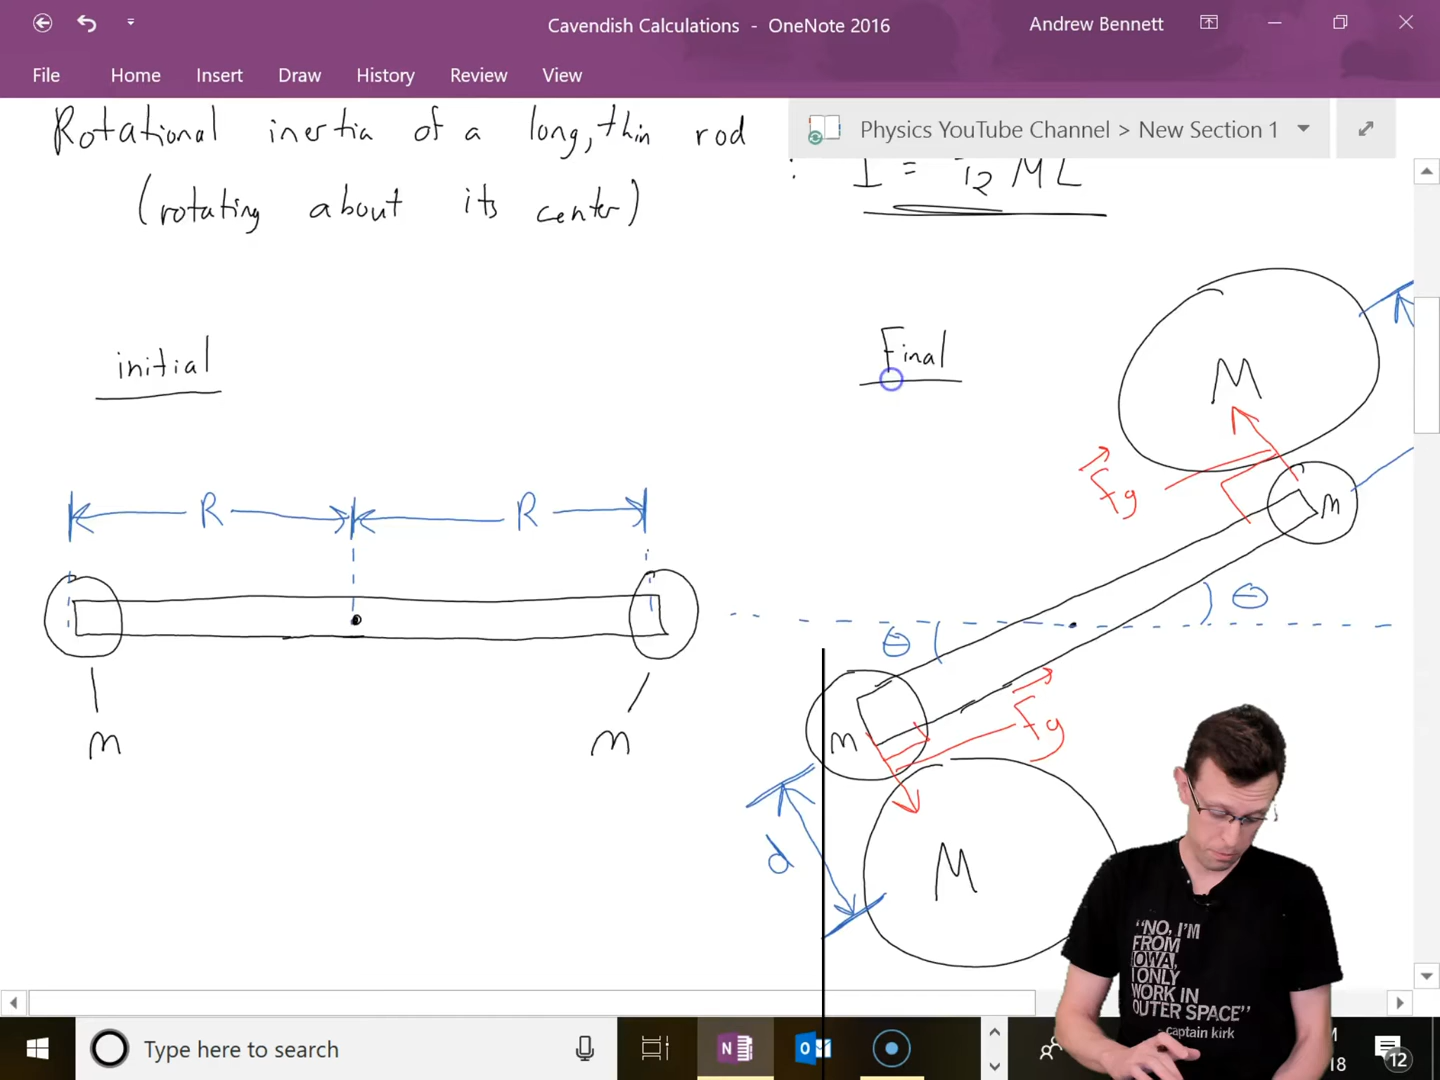 Cavendish Calculations - OneNote 2016
Andrew Bennett
File Home Insert Draw History Review View
Physics YouTube Channel > New Section 1
Rotational inertia of a long, thin rod :
(rotating about its center)
I = 12 ML
initial
Final
M
Fg
m
R R
θ
θ
m
Fg
m m
d
M
"NO, I'M
FROM
IOWA,
I ONLY
WORK IN
OUTER SPACE"
- captain kirk
Type here to search
N
O
M
18
12